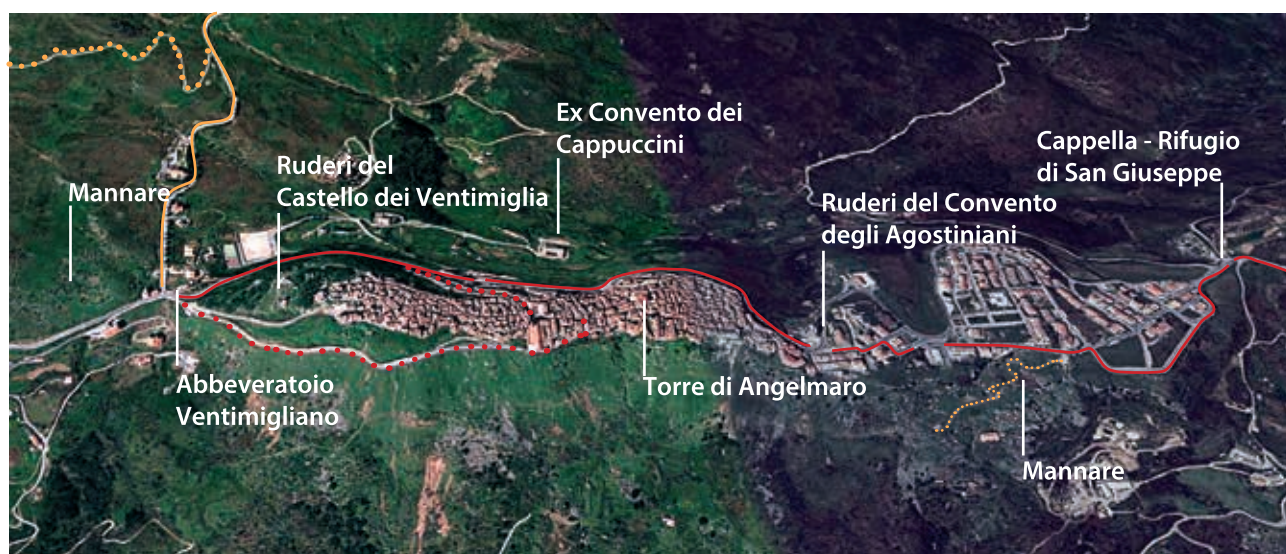 Ex Convento dei
Cappuccini
Cappella - Rifugio
di San Giuseppe
Ruderi del
Castello dei Ventimiglia
Mannare
Ruderi del Convento
degli Agostiniani
Abbeveratoio
Ventimigliano
Torre di Angelmaro
Mannare